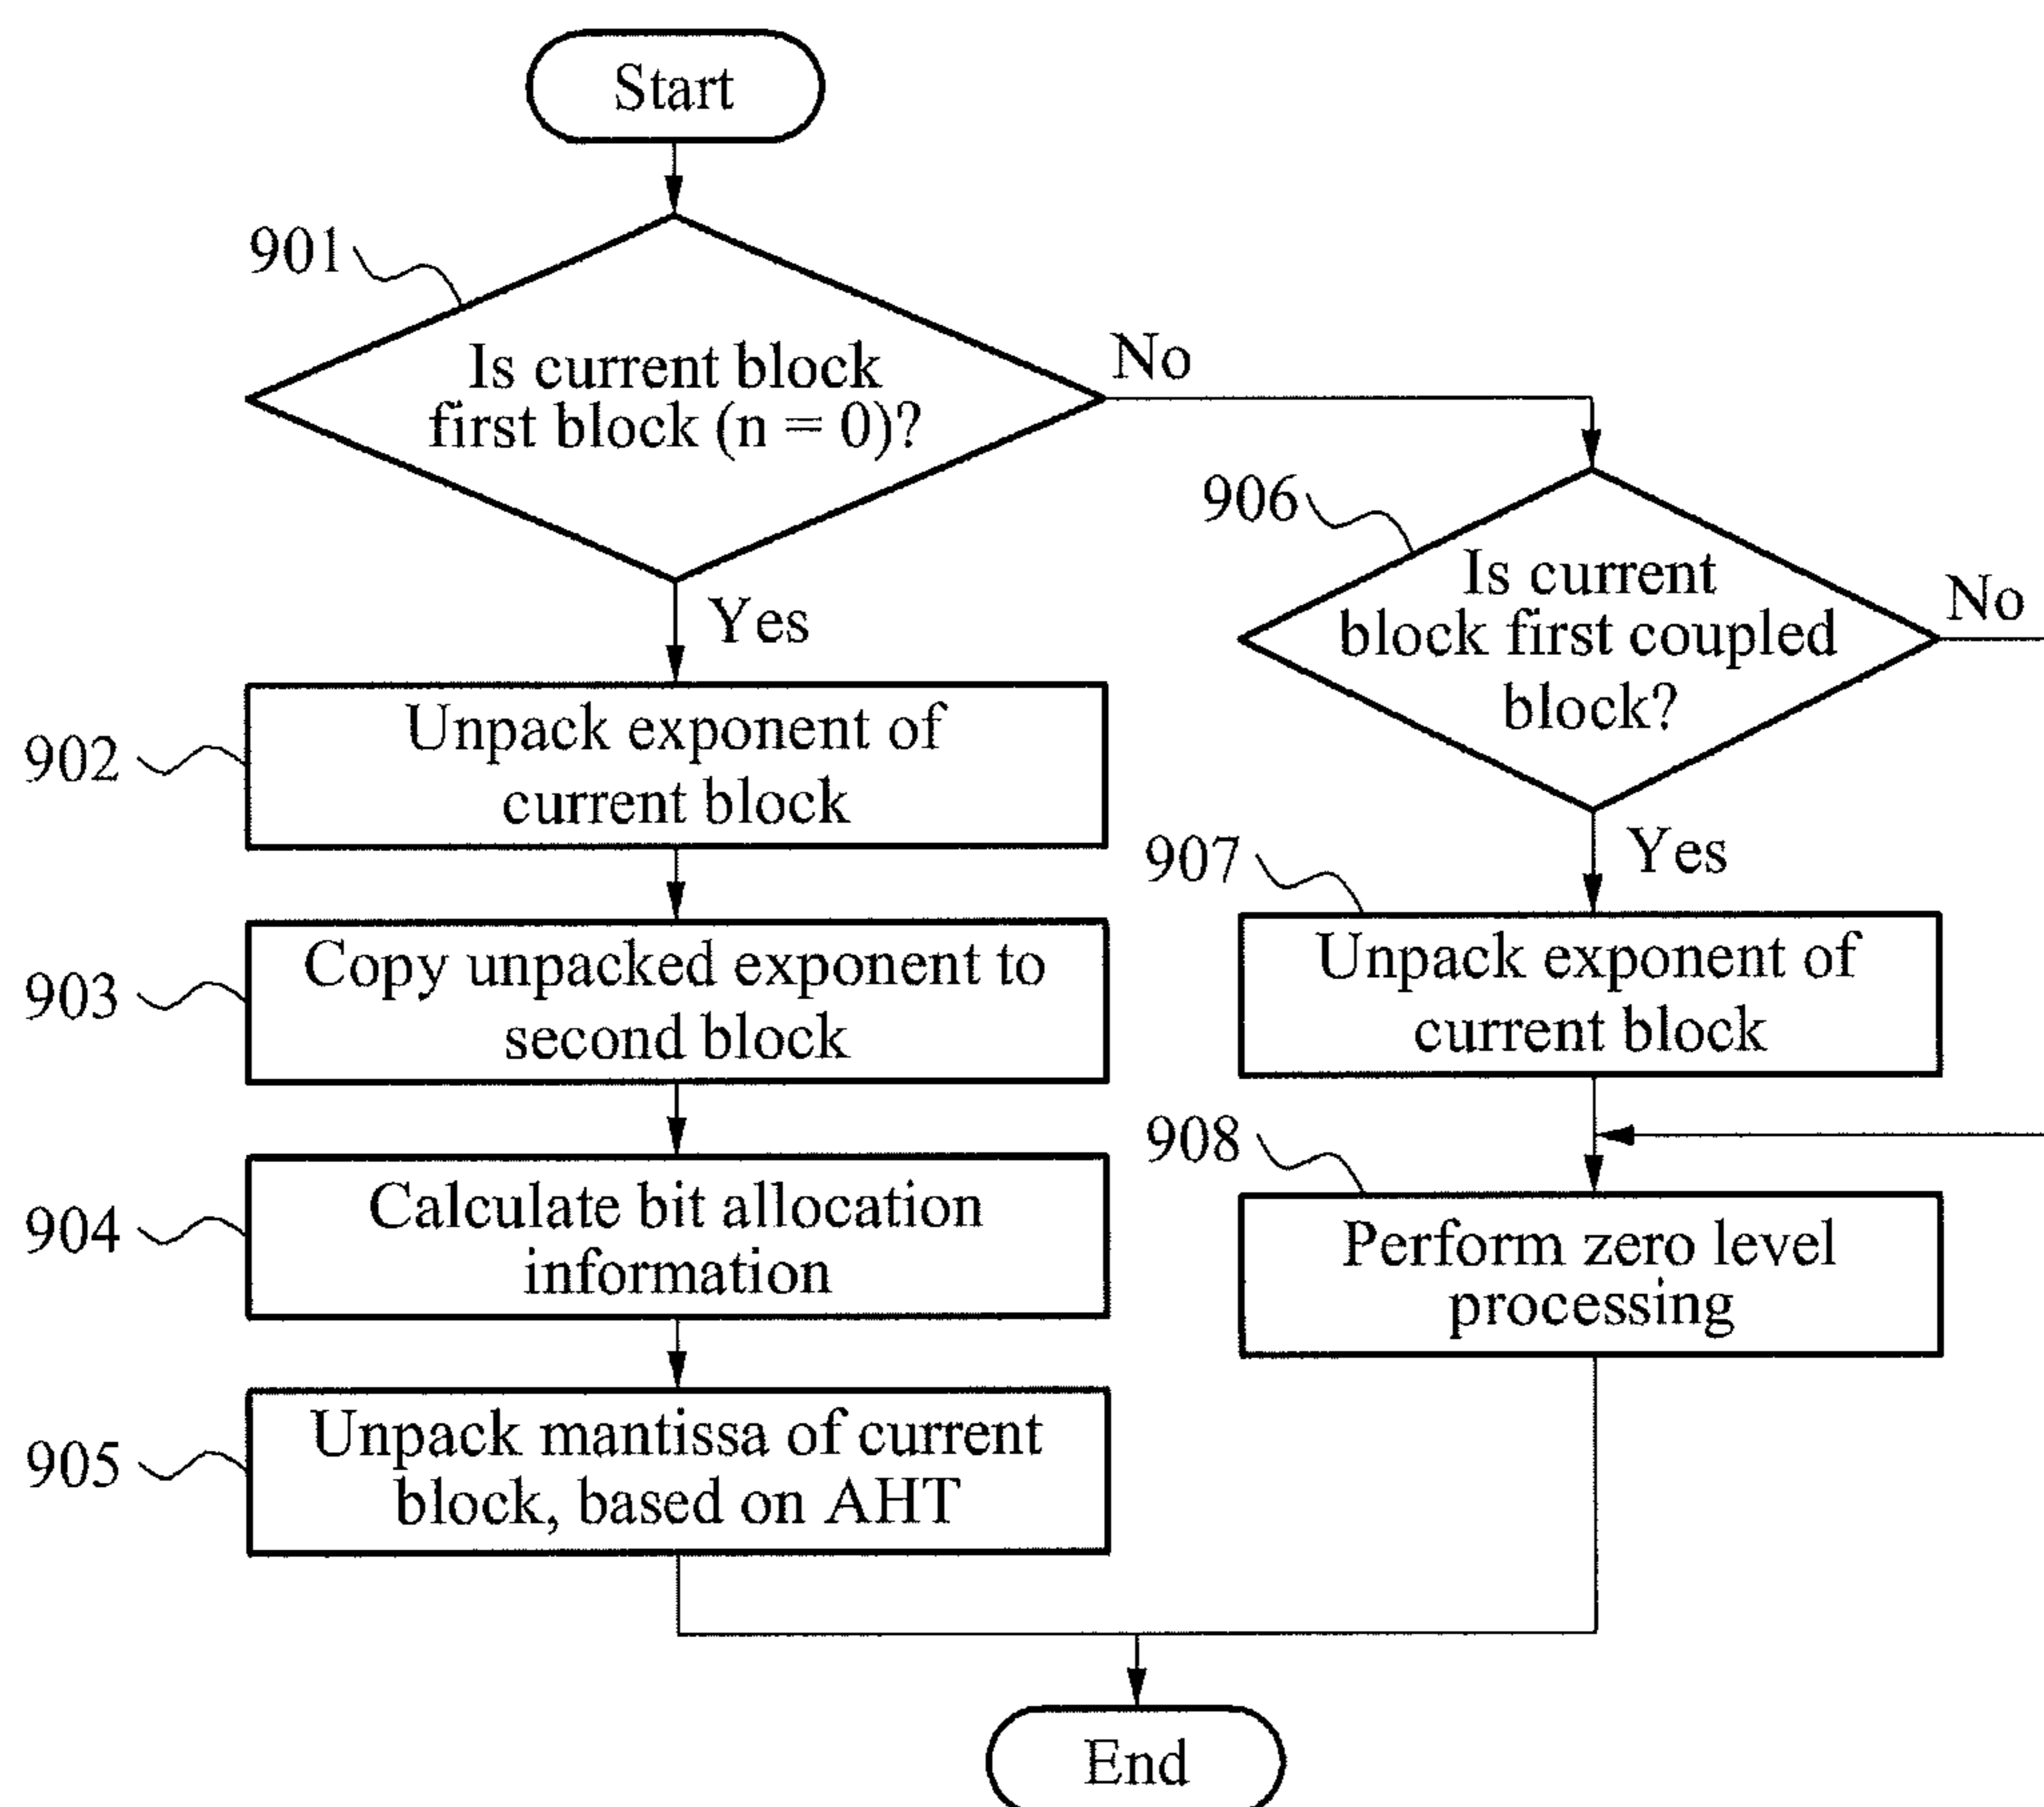 Start
901
Is current block
first block (n = 0)?
No
Yes
902
Unpack exponent of
current block
903
Copy unpacked exponent to
second block
904
Calculate bit allocation
information
905
Unpack mantissa of current
block, based on AHT
906
Is current
block first coupled
block?
No
Yes
907
Unpack exponent of
current block
908
Perform zero level
processing
End